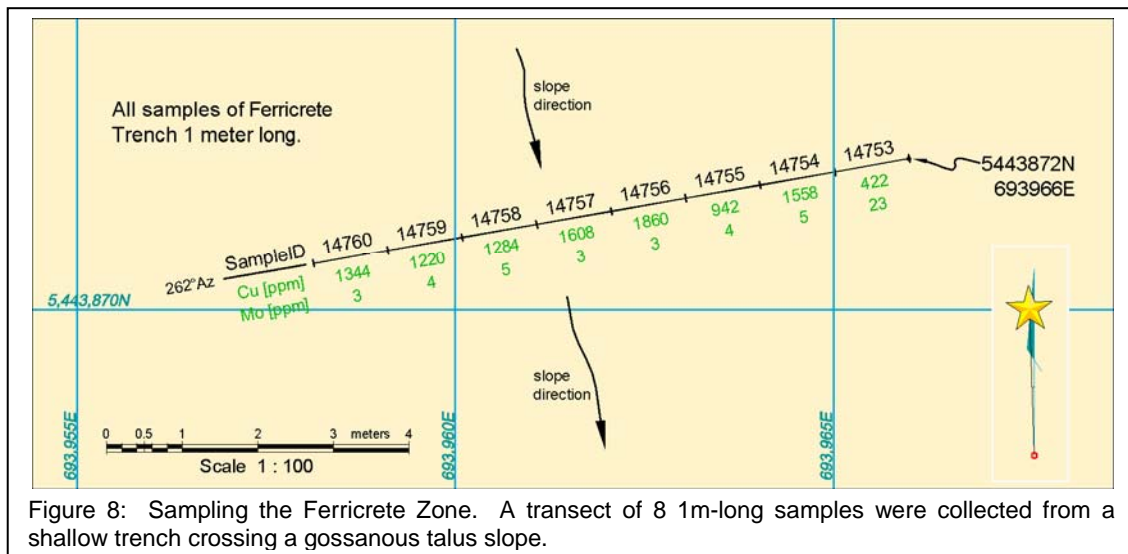 All samples of Ferricrete
Trench 1 meter long.
slope
direction
14753
14754
14755
14756
14757
14758
14759
14760
SampleID
5443872N
693966E
422
1558
942
1860
1608
1284
1220
1344
Cu [ppm]
23
5
4
3
3
5
4
3
Mo [ppm]
262°Az
5,443,870N
slope
direction
693,955E
693,960E
693,965E
0 0.5 1 2 3 meters 4
Scale 1 : 100
Figure 8: Sampling the Ferricrete Zone. A transect of 8 1m-long samples were collected from a
shallow trench crossing a gossanous talus slope.